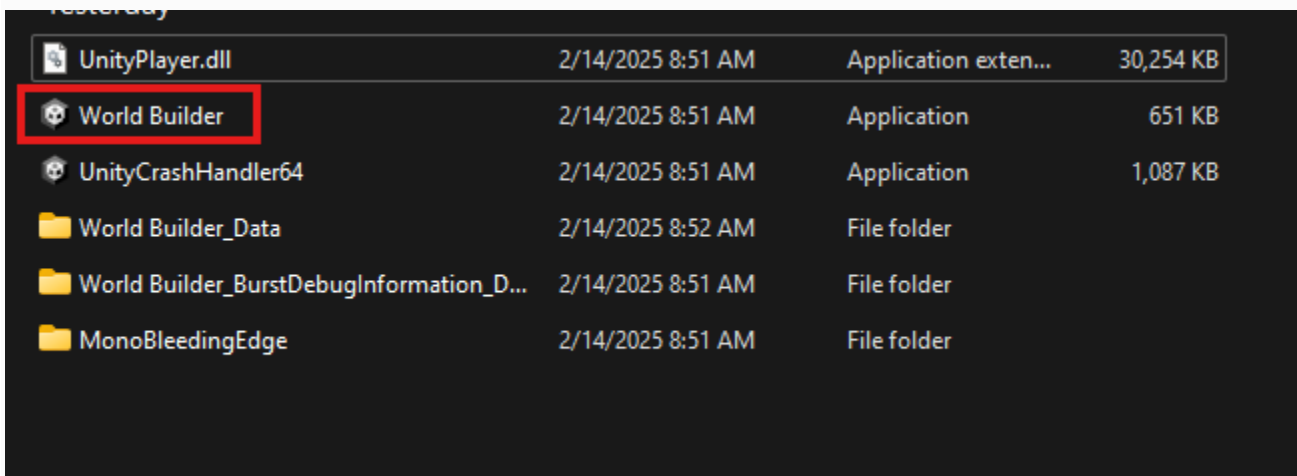 Yesterday
UnityPlayer.dll 2/14/2025 8:51 AM Application exten... 30,254 KB
World Builder 2/14/2025 8:51 AM Application 651 KB
UnityCrashHandler64 2/14/2025 8:51 AM Application 1,087 KB
World Builder_Data 2/14/2025 8:52 AM File folder
World Builder_BurstDebugInformation_D... 2/14/2025 8:51 AM File folder
MonoBleedingEdge 2/14/2025 8:51 AM File folder